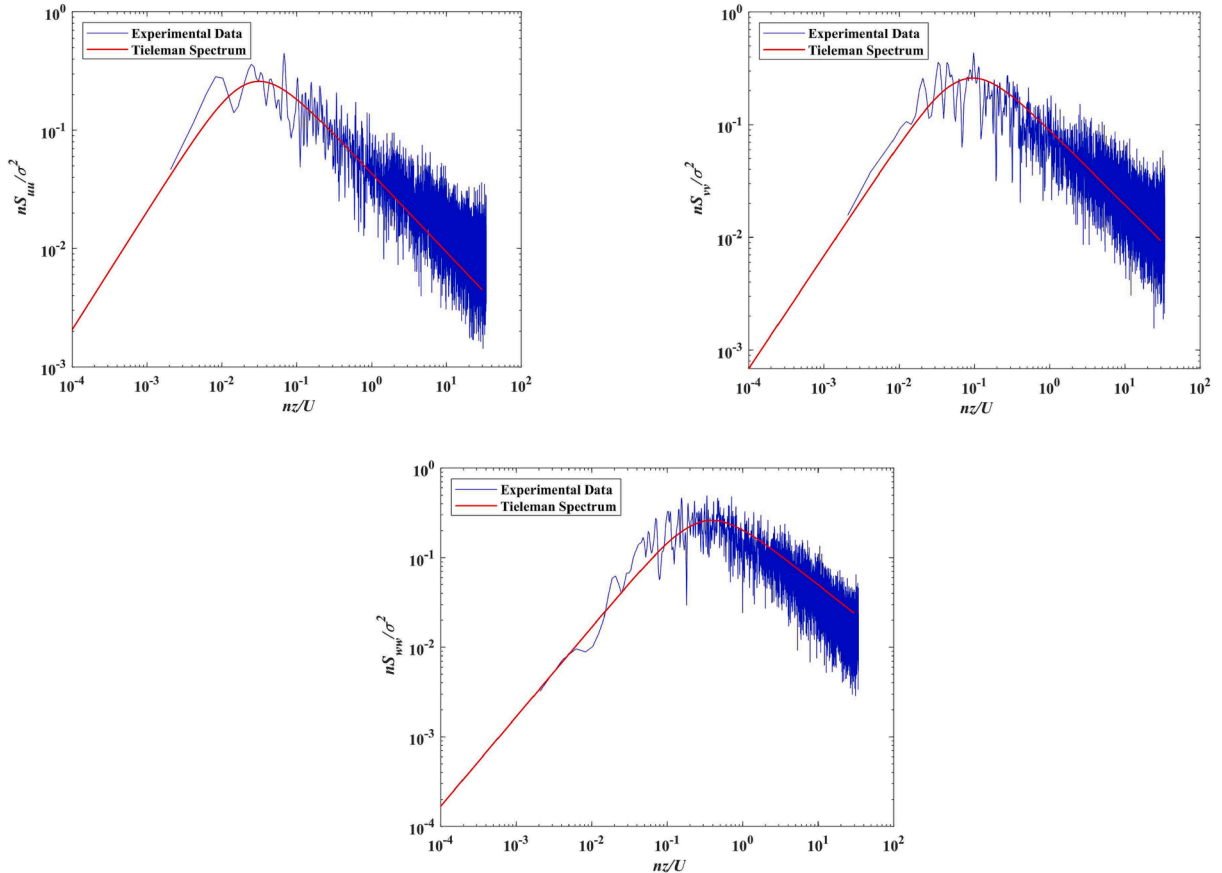 10^0
Experimental Data
Tieleman Spectrum
10^-1
nS_uu/σ^2
10^-2
10^-3
10^-4 10^-3 10^-2 10^-1 10^0 10^1 10^2
nz/U
10^0
Experimental Data
Tieleman Spectrum
10^-1
nS_vv/σ^2
10^-2
10^-3
10^-4 10^-3 10^-2 10^-1 10^0 10^1 10^2
nz/U
10^0
Experimental Data
Tieleman Spectrum
10^-1
nS_ww/σ^2
10^-2
10^-3
10^-4
10^-4 10^-3 10^-2 10^-1 10^0 10^1 10^2
nz/U